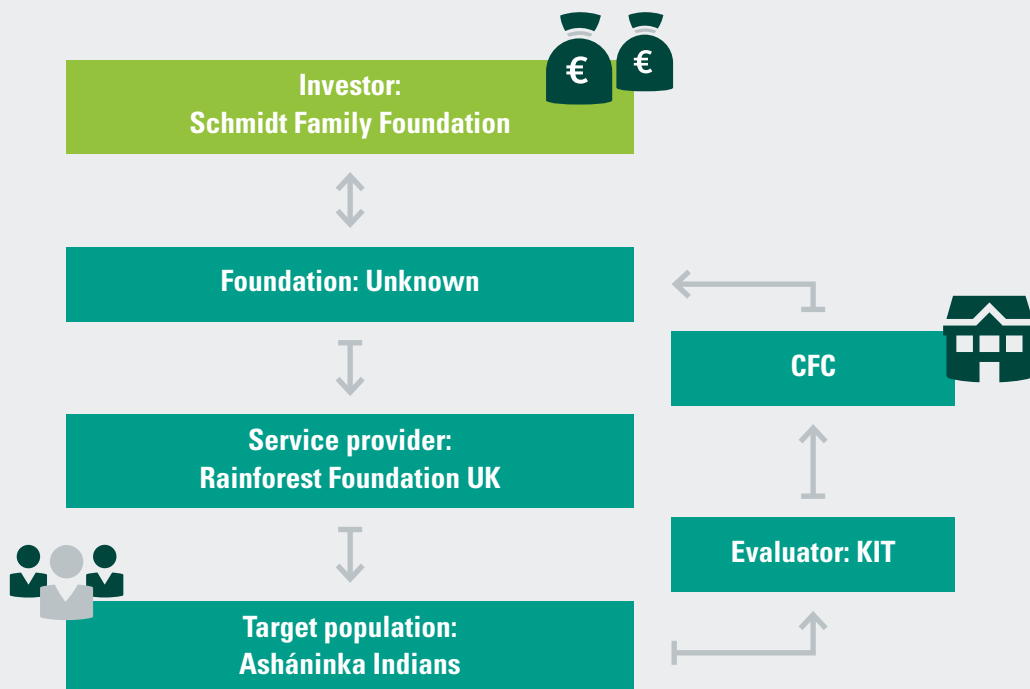 Investor:
Schmidt Family Foundation
€
€
Foundation: Unknown
CFC
Service provider:
Rainforest Foundation UK
Evaluator: KIT
Target population:
Asháninka Indians